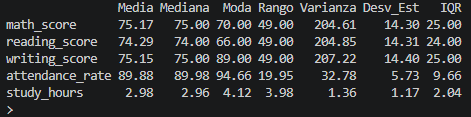 Media Mediana Moda Rango Varianza Desv_Est IQR
math_score 75.17 75.00 70.00 49.00 204.61 14.30 25.00
reading_score 74.29 74.00 66.00 49.00 204.85 14.31 24.00
writing_score 75.15 75.00 89.00 49.00 207.22 14.40 25.00
attendance_rate 89.88 89.98 94.66 19.95 32.78 5.73 9.66
study_hours 2.98 2.96 4.12 3.98 1.36 1.17 2.04
>